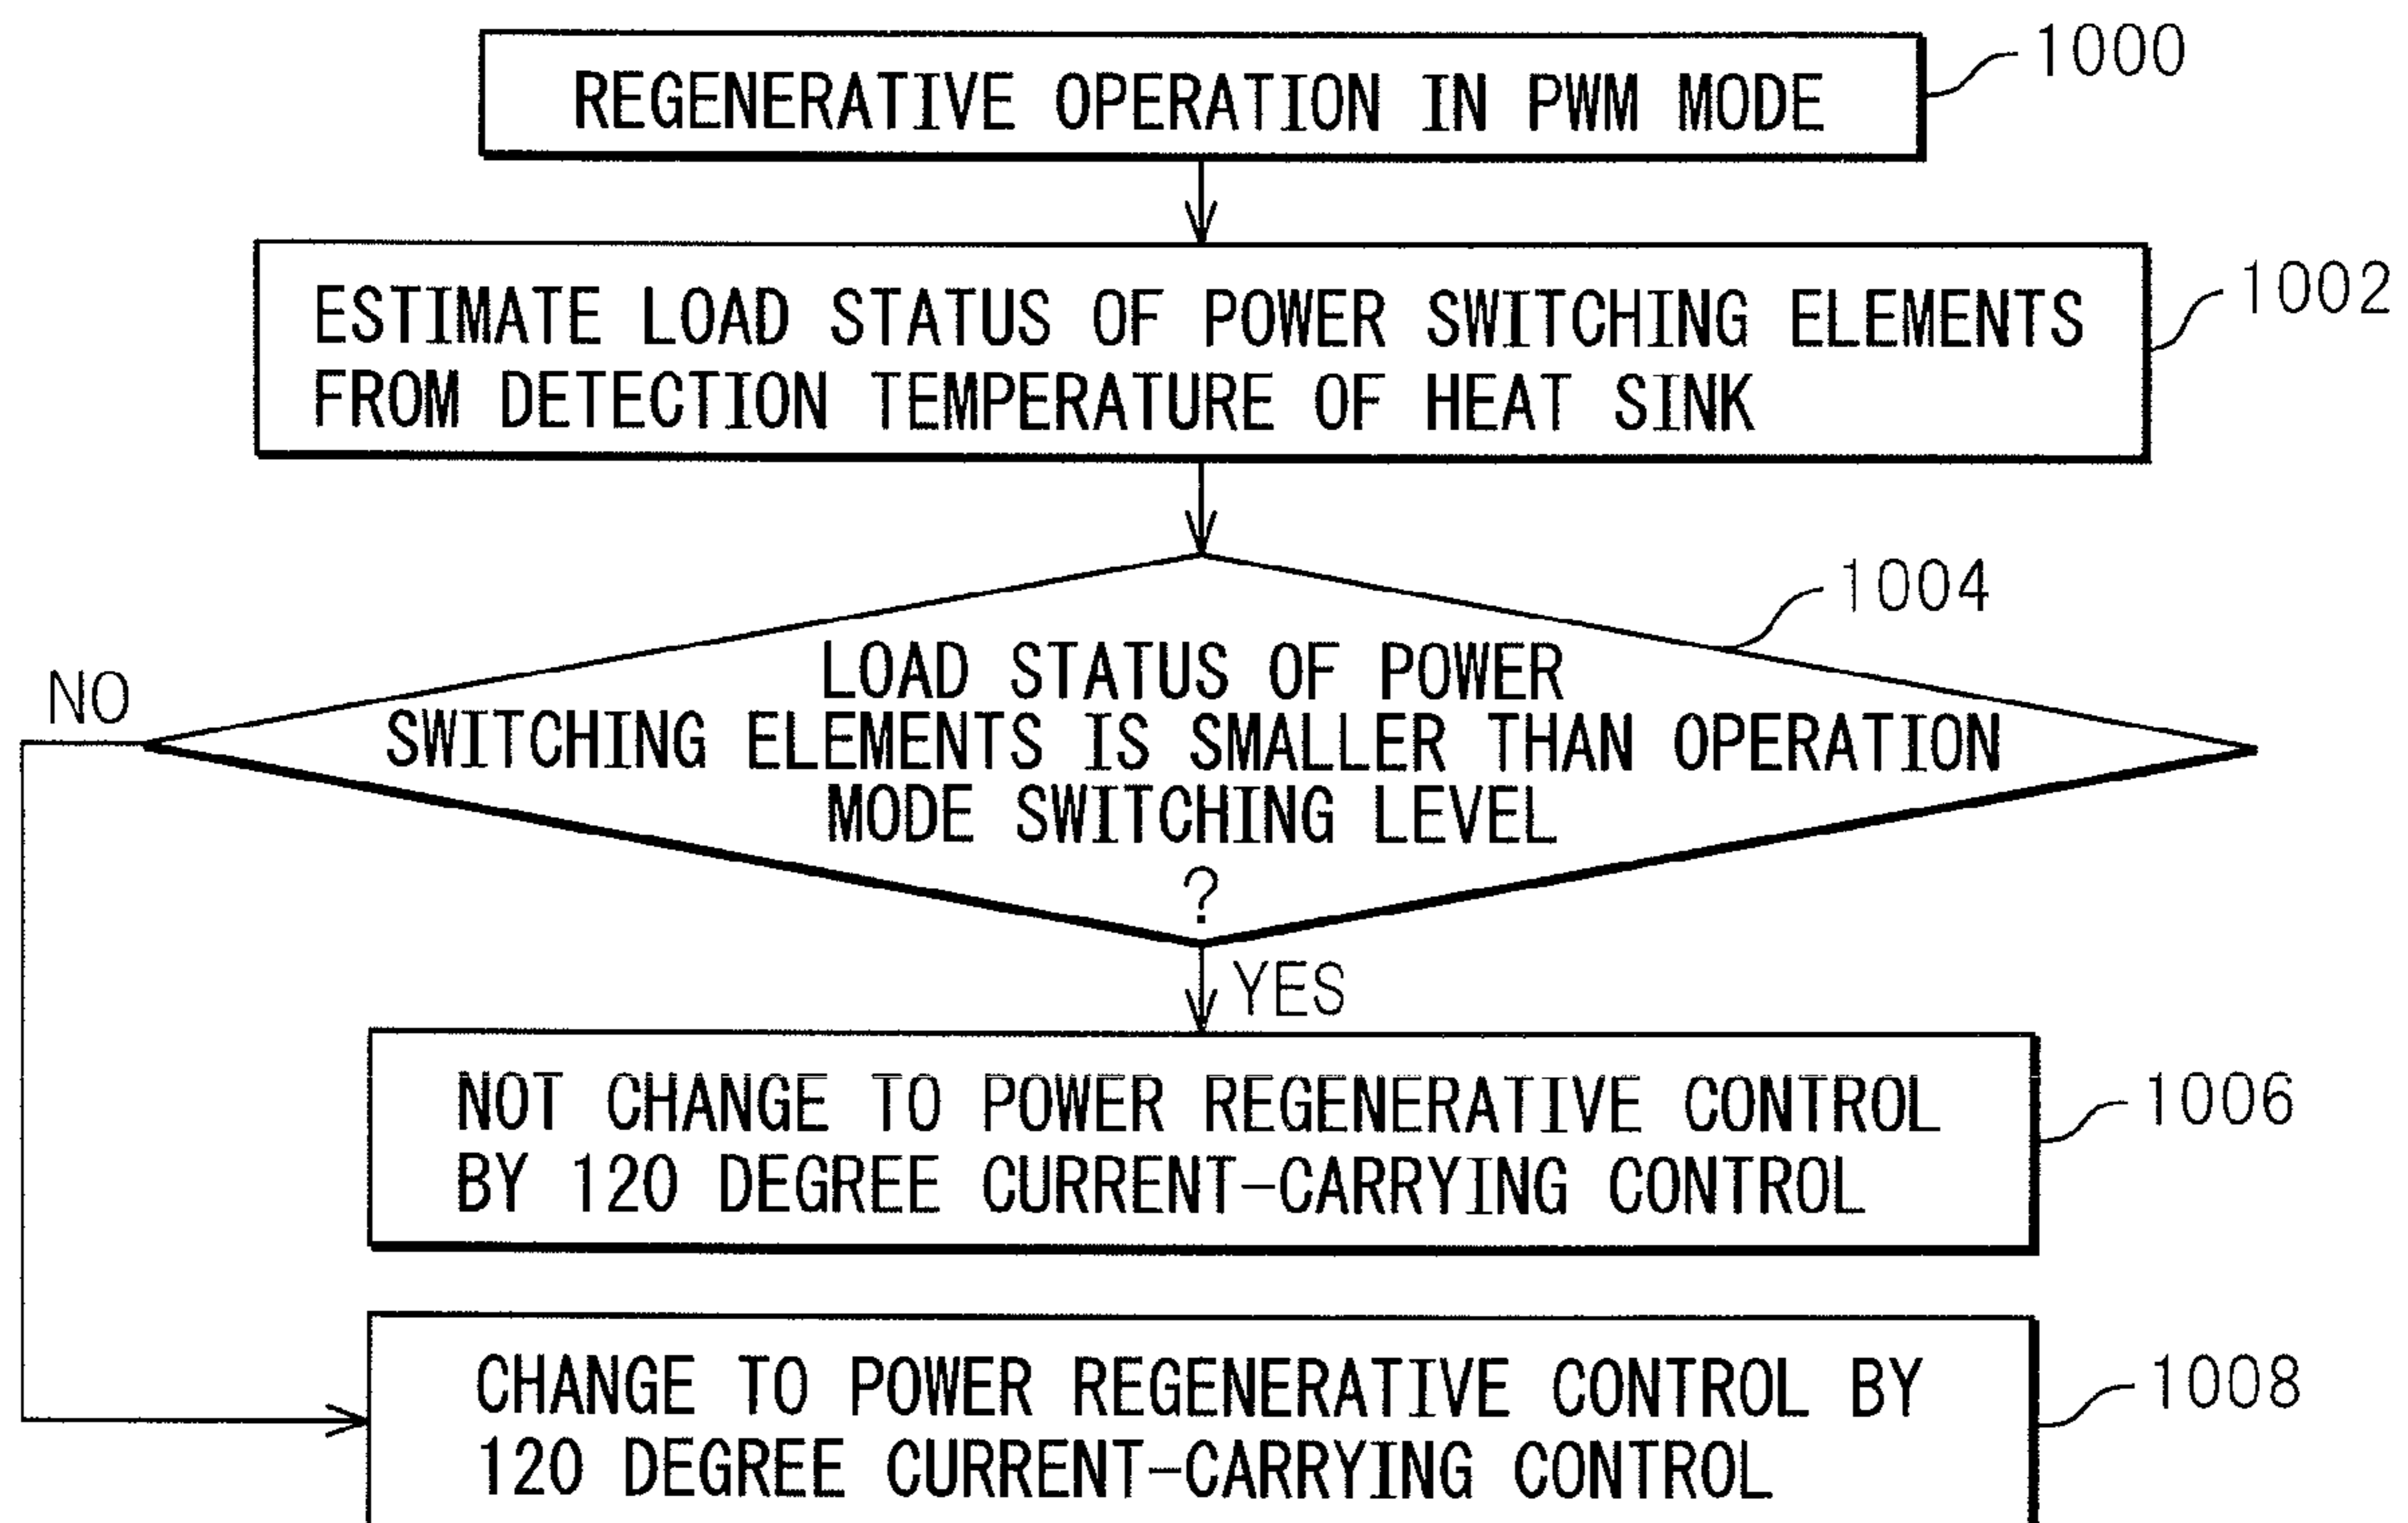 REGENERATIVE OPERATION IN PWM MODE
1000
ESTIMATE LOAD STATUS OF POWER SWITCHING ELEMENTS
FROM DETECTION TEMPERATURE OF HEAT SINK
1002
1004
LOAD STATUS OF POWER
SWITCHING ELEMENTS IS SMALLER THAN OPERATION
MODE SWITCHING LEVEL
?
NO
YES
NOT CHANGE TO POWER REGENERATIVE CONTROL
BY 120 DEGREE CURRENT-CARRYING CONTROL
1006
CHANGE TO POWER REGENERATIVE CONTROL BY
120 DEGREE CURRENT-CARRYING CONTROL
1008